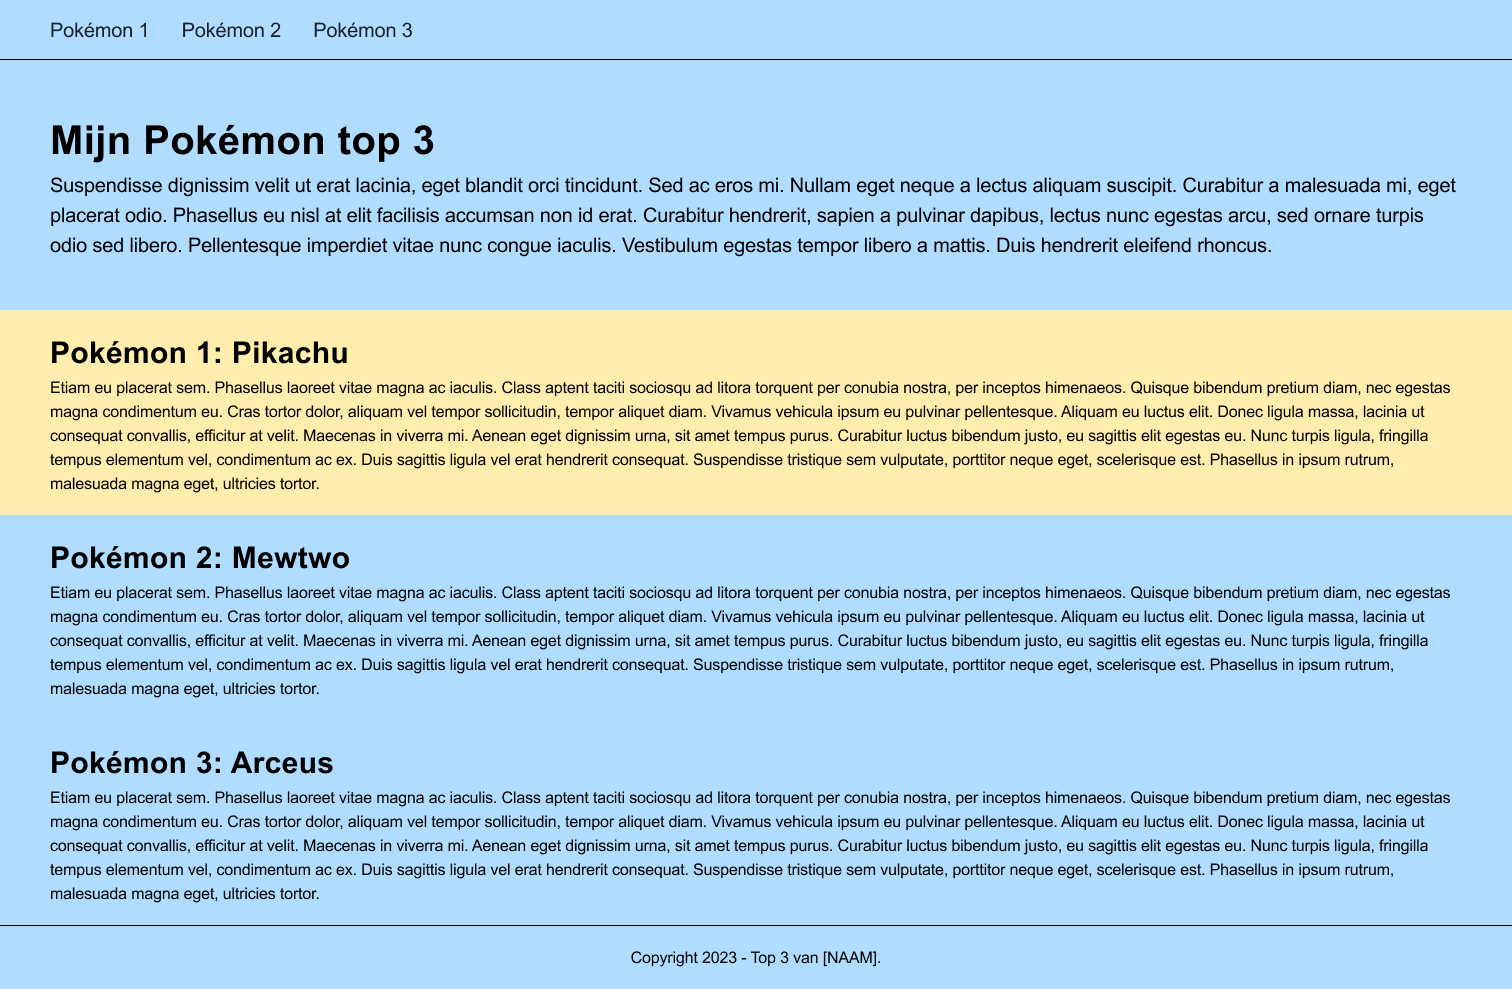 Pokémon 1 Pokémon 2 Pokémon 3
Mijn Pokémon top 3
Suspendisse dignissim velit ut erat lacinia, eget blandit orci tincidunt. Sed ac eros mi. Nullam eget neque a lectus aliquam suscipit. Curabitur a malesuada mi, eget
placerat odio. Phasellus eu nisl at elit facilisis accumsan non id erat. Curabitur hendrerit, sapien a pulvinar dapibus, lectus nunc egestas arcu, sed ornare turpis
odio sed libero. Pellentesque imperdiet vitae nunc congue iaculis. Vestibulum egestas tempor libero a mattis. Duis hendrerit eleifend rhoncus.
Pokémon 1: Pikachu
Etiam eu placerat sem. Phasellus laoreet vitae magna ac iaculis. Class aptent taciti sociosqu ad litora torquent per conubia nostra, per inceptos himenaeos. Quisque bibendum pretium diam, nec egestas
magna condimentum eu. Cras tortor dolor, aliquam vel tempor sollicitudin, tempor aliquet diam. Vivamus vehicula ipsum eu pulvinar pellentesque. Aliquam eu luctus elit. Donec ligula massa, lacinia ut
consequat convallis, efficitur at velit. Maecenas in viverra mi. Aenean eget dignissim urna, sit amet tempus purus. Curabitur luctus bibendum justo, eu sagittis elit egestas eu. Nunc turpis ligula, fringilla
tempus elementum vel, condimentum ac ex. Duis sagittis ligula vel erat hendrerit consequat. Suspendisse tristique sem vulputate, porttitor neque eget, scelerisque est. Phasellus in ipsum rutrum,
malesuada magna eget, ultricies tortor.
Pokémon 2: Mewtwo
Etiam eu placerat sem. Phasellus laoreet vitae magna ac iaculis. Class aptent taciti sociosqu ad litora torquent per conubia nostra, per inceptos himenaeos. Quisque bibendum pretium diam, nec egestas
magna condimentum eu. Cras tortor dolor, aliquam vel tempor sollicitudin, tempor aliquet diam. Vivamus vehicula ipsum eu pulvinar pellentesque. Aliquam eu luctus elit. Donec ligula massa, lacinia ut
consequat convallis, efficitur at velit. Maecenas in viverra mi. Aenean eget dignissim urna, sit amet tempus purus. Curabitur luctus bibendum justo, eu sagittis elit egestas eu. Nunc turpis ligula, fringilla
tempus elementum vel, condimentum ac ex. Duis sagittis ligula vel erat hendrerit consequat. Suspendisse tristique sem vulputate, porttitor neque eget, scelerisque est. Phasellus in ipsum rutrum,
malesuada magna eget, ultricies tortor.
Pokémon 3: Arceus
Etiam eu placerat sem. Phasellus laoreet vitae magna ac iaculis. Class aptent taciti sociosqu ad litora torquent per conubia nostra, per inceptos himenaeos. Quisque bibendum pretium diam, nec egestas
magna condimentum eu. Cras tortor dolor, aliquam vel tempor sollicitudin, tempor aliquet diam. Vivamus vehicula ipsum eu pulvinar pellentesque. Aliquam eu luctus elit. Donec ligula massa, lacinia ut
consequat convallis, efficitur at velit. Maecenas in viverra mi. Aenean eget dignissim urna, sit amet tempus purus. Curabitur luctus bibendum justo, eu sagittis elit egestas eu. Nunc turpis ligula, fringilla
tempus elementum vel, condimentum ac ex. Duis sagittis ligula vel erat hendrerit consequat. Suspendisse tristique sem vulputate, porttitor neque eget, scelerisque est. Phasellus in ipsum rutrum,
malesuada magna eget, ultricies tortor.
Copyright 2023 - Top 3 van [NAAM].